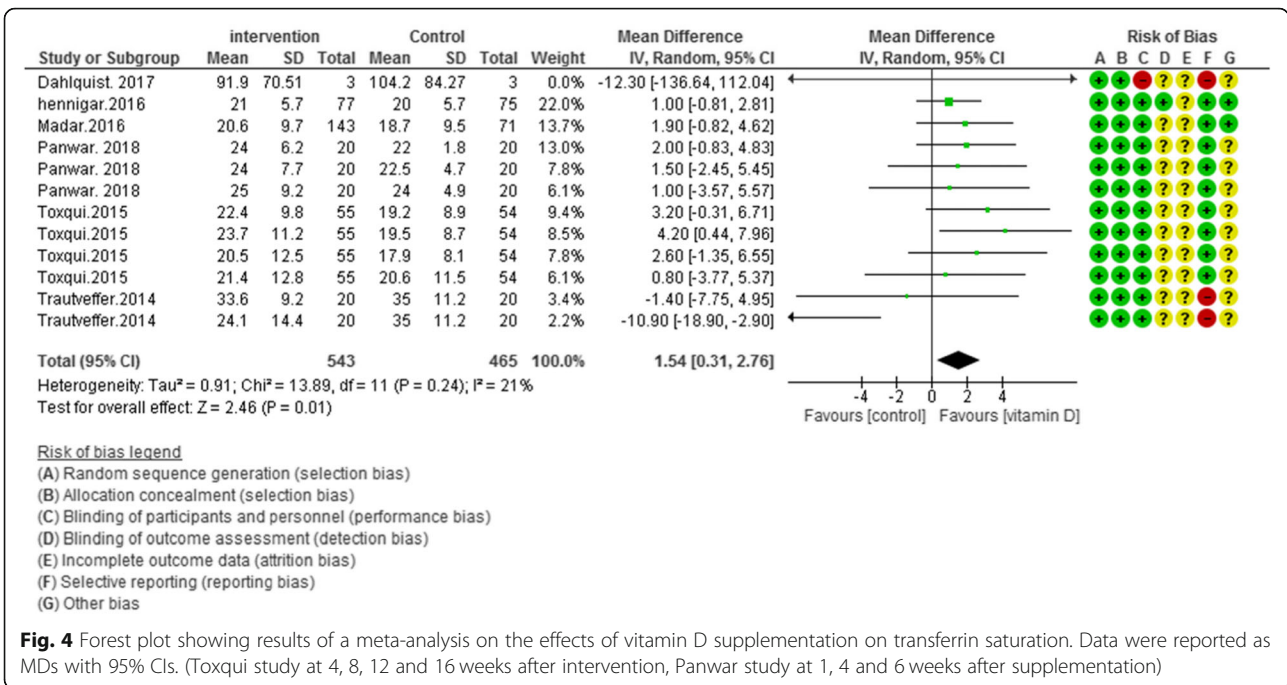 intervention Control Mean Difference Mean Difference Risk of Bias
Study or Subgroup Mean SD Total Mean SD Total Weight IV, Random, 95% CI IV, Random, 95% CI A B C D E F G
Dahlquist. 2017 91.9 70.51 3 104.2 84.27 3 0.0% -12.30 [-136.64, 112.04] + + - ? ? - ?
hennigar.2016 21 5.7 77 20 5.7 75 22.0% 1.00 [-0.81, 2.81] + + + + ? + +
Madar.2016 20.6 9.7 143 18.7 9.5 71 13.7% 1.90 [-0.82, 4.62] + + + ? ? + +
Panwar. 2018 24 6.2 20 22 1.8 20 13.0% 2.00 [-0.83, 4.83] + + + ? ? + ?
Panwar. 2018 24 7.7 20 22.5 4.7 20 7.8% 1.50 [-2.45, 5.45] + + + ? ? + ?
Panwar. 2018 25 9.2 20 24 4.9 20 6.1% 1.00 [-3.57, 5.57] + + + ? ? + ?
Toxqui.2015 22.4 9.8 55 19.2 8.9 54 9.4% 3.20 [-0.31, 6.71] + + + ? ? + ?
Toxqui.2015 23.7 11.2 55 19.5 8.7 54 8.5% 4.20 [0.44, 7.96] + + + ? ? + ?
Toxqui.2015 20.5 12.5 55 17.9 8.1 54 7.8% 2.60 [-1.35, 6.55] + + + ? ? + ?
Toxqui.2015 21.4 12.8 55 20.6 11.5 54 6.1% 0.80 [-3.77, 5.37] + + + ? ? + ?
Trautveffer.2014 33.6 9.2 20 35 11.2 20 3.4% -1.40 [-7.75, 4.95] + + + ? ? - ?
Trautveffer.2014 24.1 14.4 20 35 11.2 20 2.2% -10.90 [-18.90, -2.90] + + + ? ? - ?
Total (95% CI) 543 465 100.0% 1.54 [0.31, 2.76]
Heterogeneity: Tau² = 0.91; Chi² = 13.89, df = 11 (P = 0.24); I² = 21%
Test for overall effect: Z = 2.46 (P = 0.01)
-4 -2 0 2 4
Favours [control] Favours [vitamin D]
Risk of bias legend
(A) Random sequence generation (selection bias)
(B) Allocation concealment (selection bias)
(C) Blinding of participants and personnel (performance bias)
(D) Blinding of outcome assessment (detection bias)
(E) Incomplete outcome data (attrition bias)
(F) Selective reporting (reporting bias)
(G) Other bias
Fig. 4 Forest plot showing results of a meta-analysis on the effects of vitamin D supplementation on transferrin saturation. Data were reported as
MDs with 95% CIs. (Toxqui study at 4, 8, 12 and 16 weeks after intervention, Panwar study at 1, 4 and 6 weeks after supplementation)